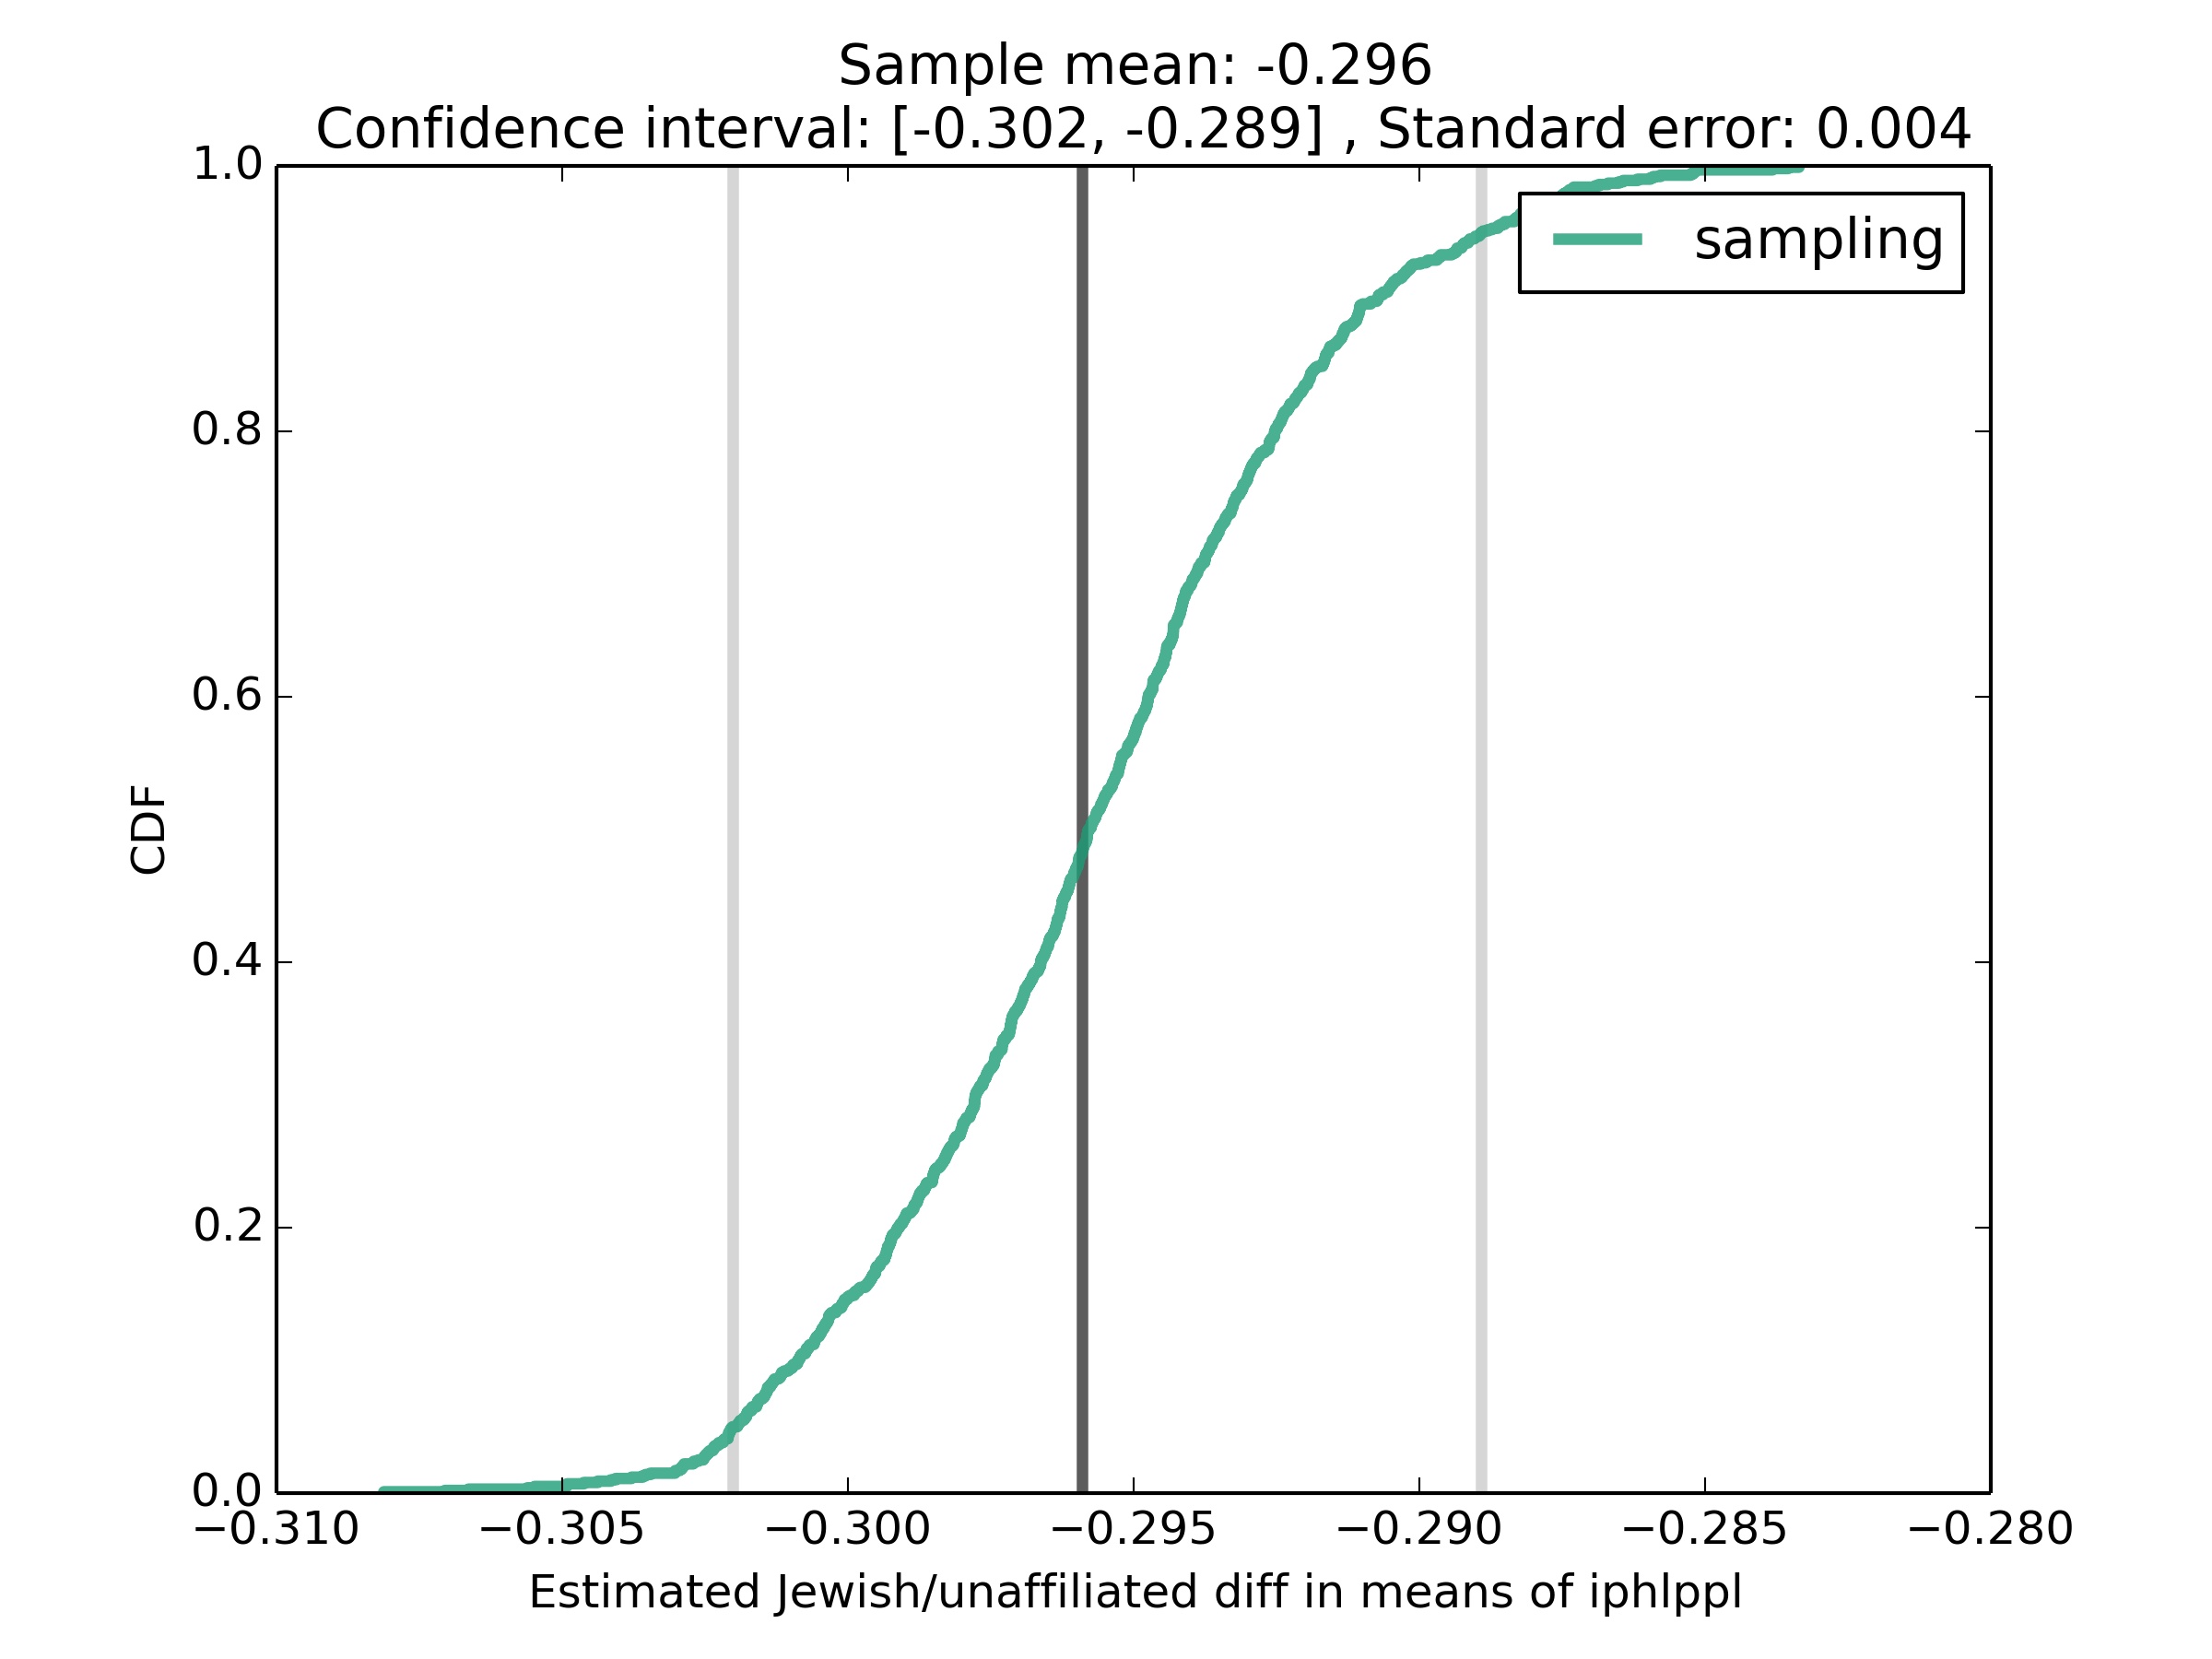 Sample mean: -0.296
Confidence interval: [-0.302, -0.289] , Standard error: 0.004
1.0
0.8
0.6
0.4
0.2
0.0
CDF
sampling
−0.310 −0.305 −0.300 −0.295 −0.290 −0.285 −0.280
Estimated Jewish/unaffiliated diff in means of iphlppl